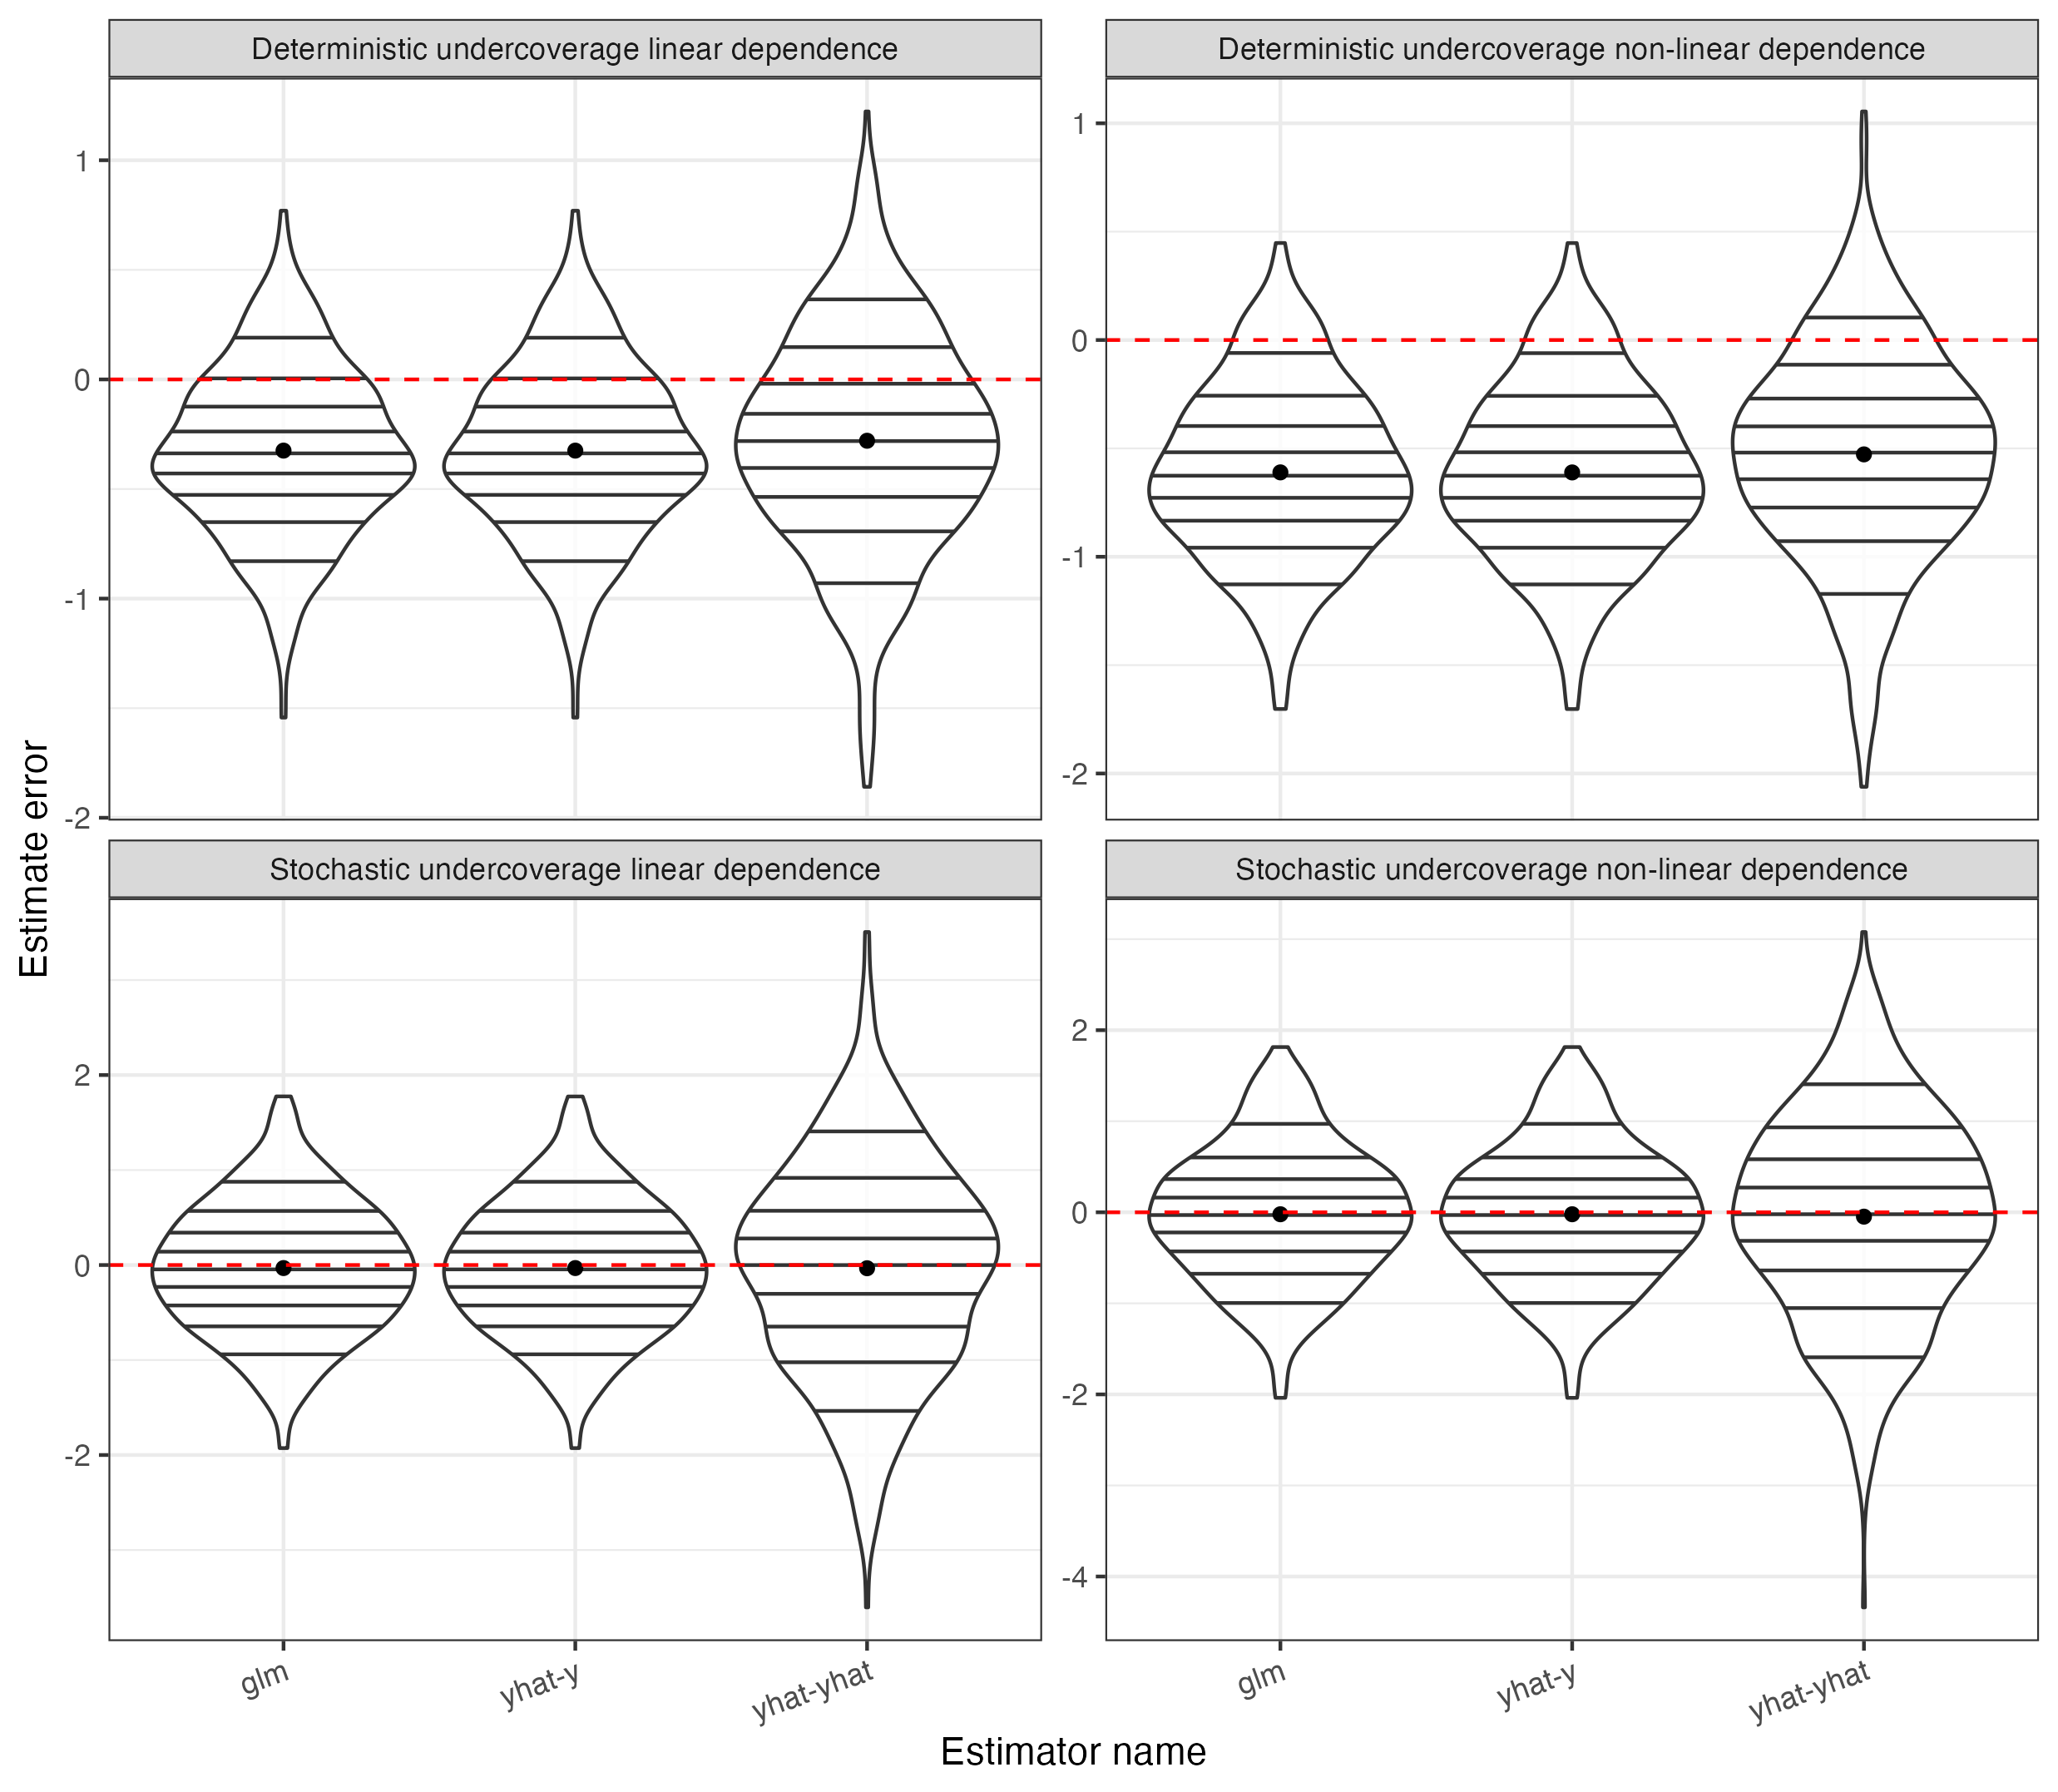 Deterministic undercoverage linear dependence
Deterministic undercoverage non-linear dependence
1
0
-1
-2
1
0
-1
-2
Stochastic undercoverage linear dependence
Stochastic undercoverage non-linear dependence
2
0
-2
2
0
-2
-4
glm
yhat-y
yhat-yhat
glm
yhat-y
yhat-yhat
Estimate error
Estimator name